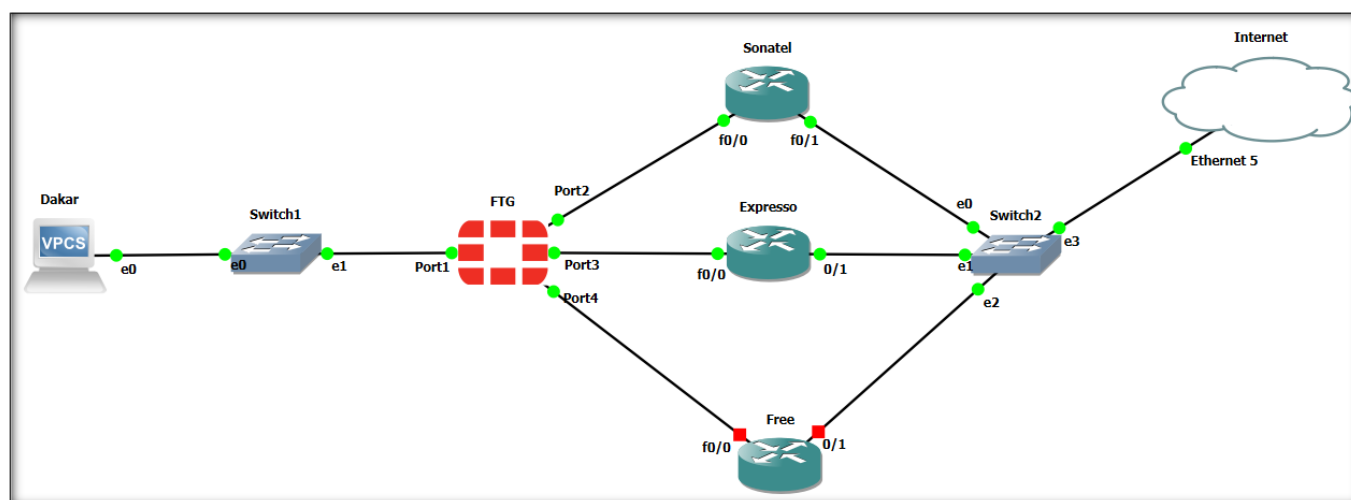 Sonatel
Internet
f0/0
f0/1
Ethernet 5
Dakar
Switch1
FTG
Port2
Expresso
e0
Switch2
VPCS
e0
e0
e1
Port1
Port3
f0/0
0/1
e1
e3
Port4
e2
Free
f0/0
0/1